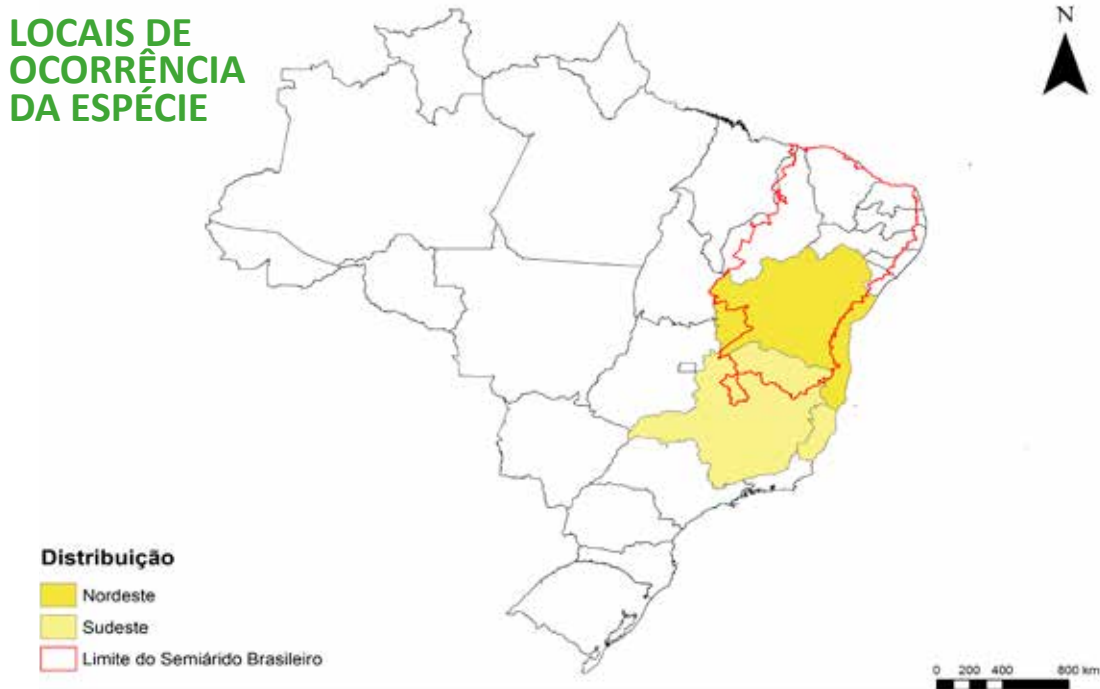 LOCAIS DE
OCORRÊNCIA
DA ESPÉCIE
N
Distribuição
Nordeste
Sudeste
Limite do Semiárido Brasileiro
0 200 400 800 km